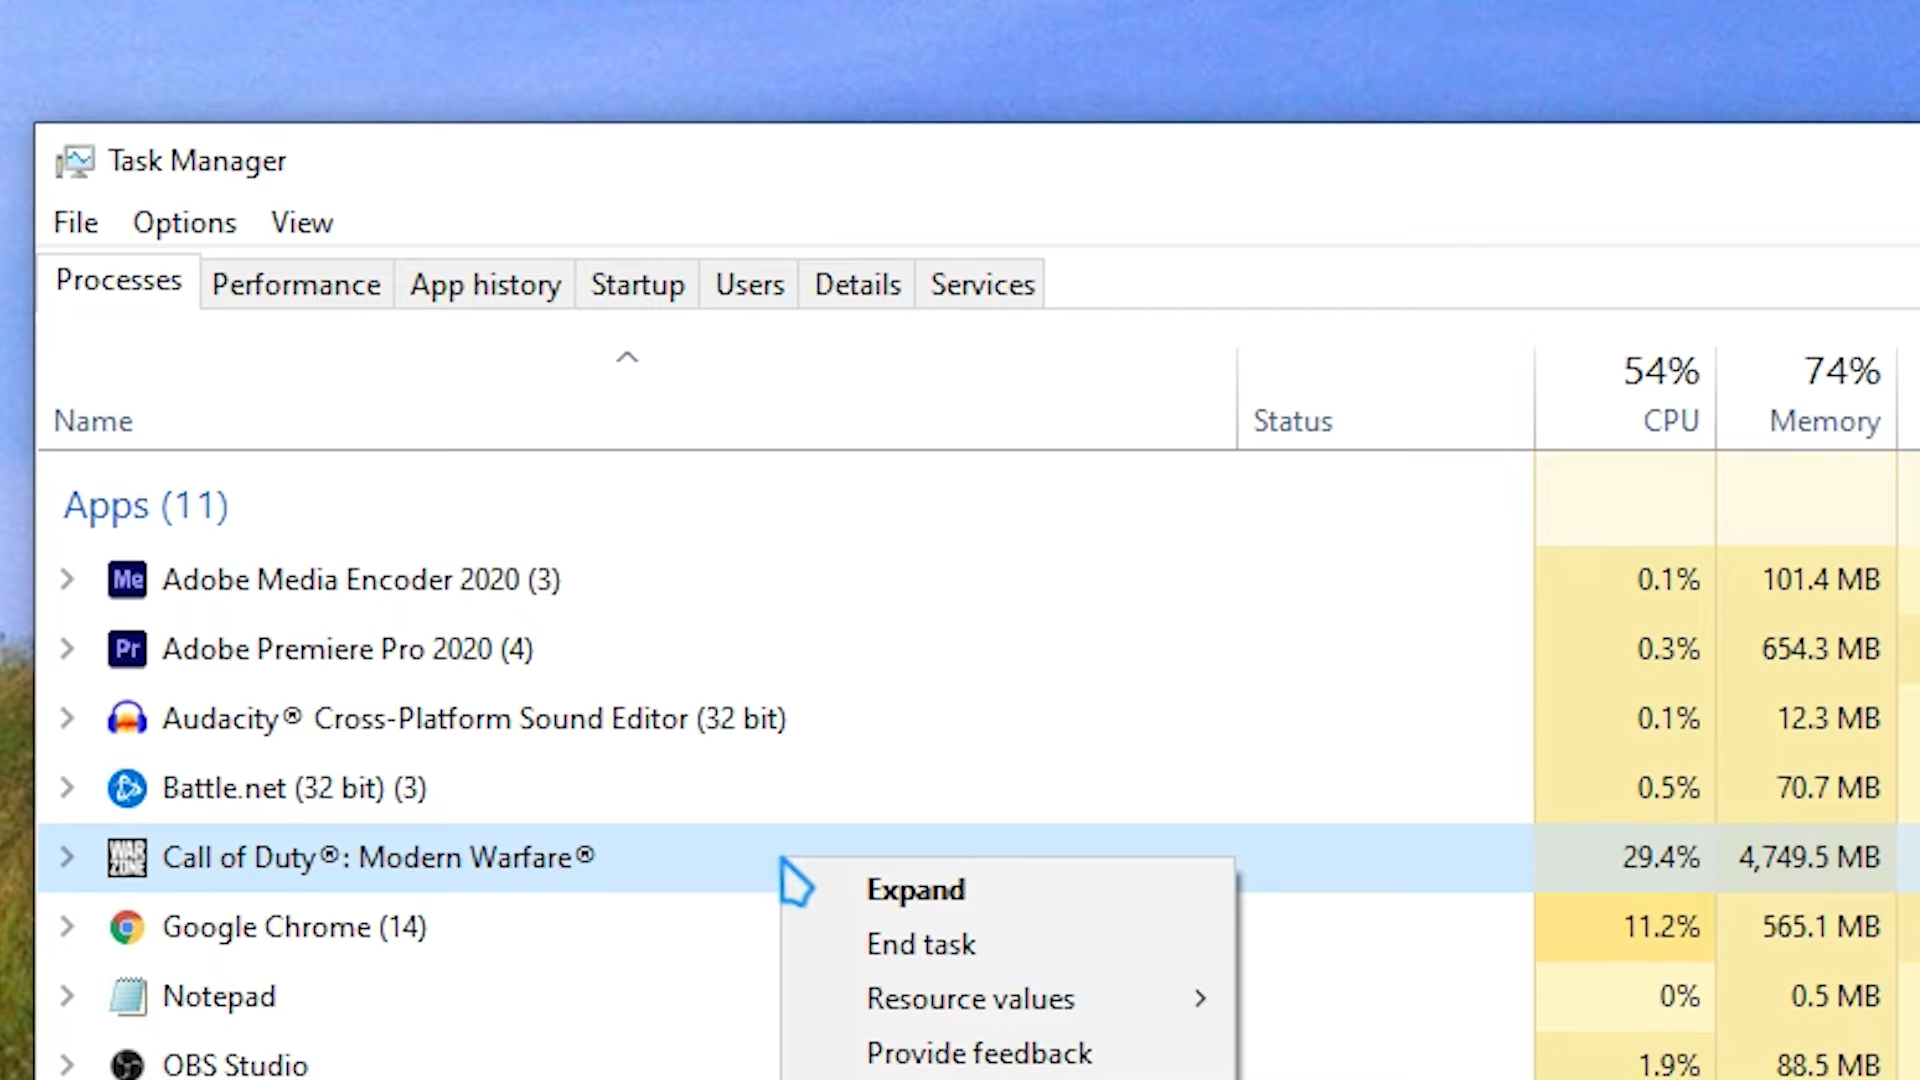 Task Manager
File Options View
Processes Performance App history Startup Users Details Services
54% 74%
Name Status CPU Memory
Apps (11)
Me Adobe Media Encoder 2020 (3) 0.1% 101.4 MB
Pr Adobe Premiere Pro 2020 (4) 0.3% 654.3 MB
Audacity® Cross-Platform Sound Editor (32 bit) 0.1% 12.3 MB
Battle.net (32 bit) (3) 0.5% 70.7 MB
WAR ZONE Call of Duty®: Modern Warfare® 29.4% 4,749.5 MB
Expand
Google Chrome (14) 11.2% 565.1 MB
End task
Notepad 0% 0.5 MB
Resource values
Provide feedback
OBS Studio 1.9% 88.5 MB